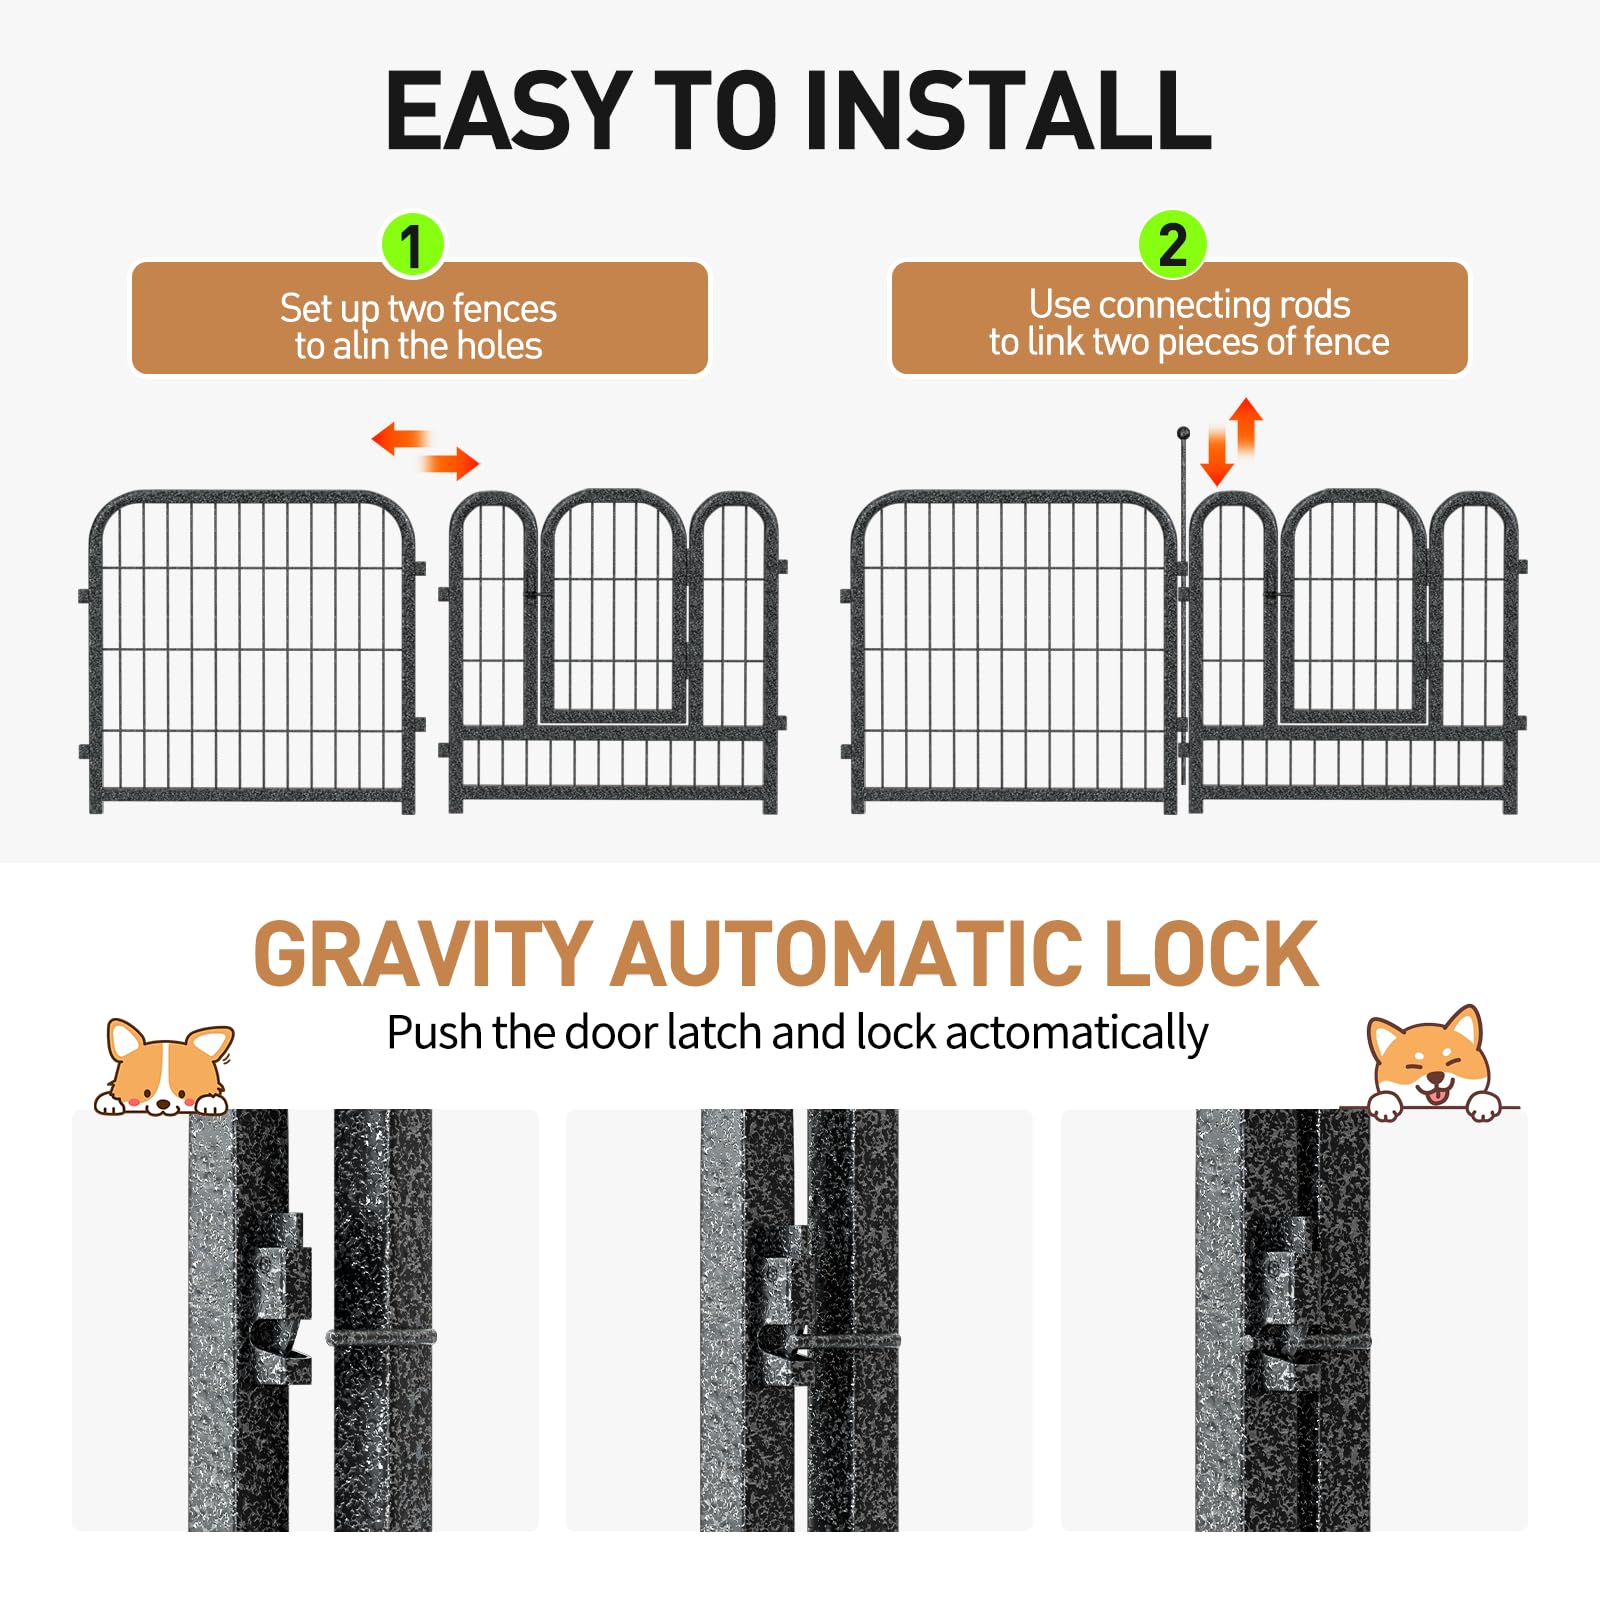 EASY TO INSTALL
1
Set up two fences
to alin the holes
2
Use connecting rods
to link two pieces of fence
GRAVITY AUTOMATIC LOCK
Push the door latch and lock actomatically